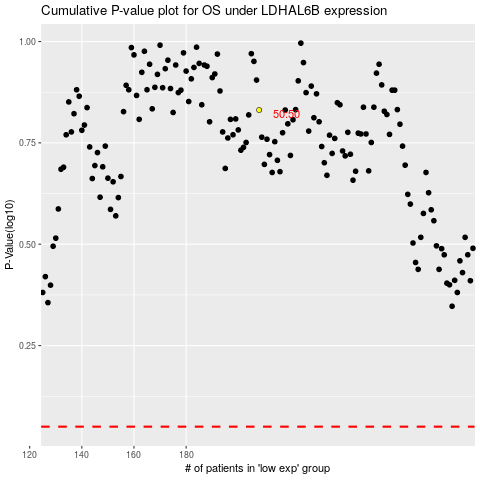 Cumulative P-value plot for OS under LDHAL6B expression
1.00
0.75
0.50
0.25
P-Value(log10)
50:50
120 140 160 180
# of patients in 'low exp' group